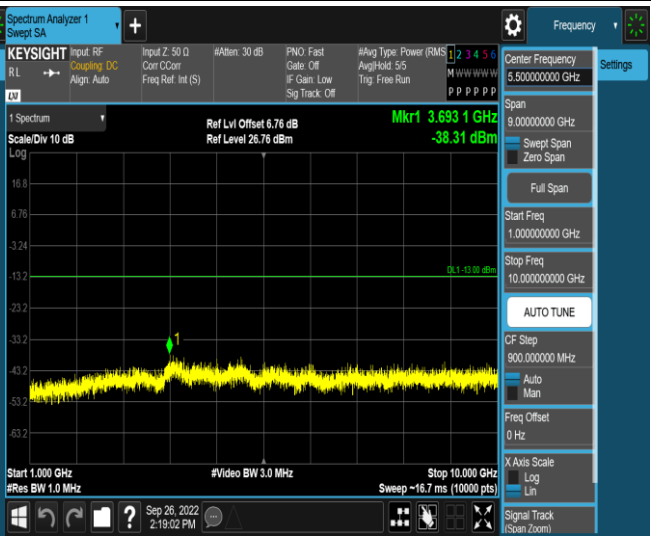 Spectrum Analyzer 1
Swept SA
Frequency
KEYSIGHT
RL
Input: RF
Coupling: DC
Align: Auto
Input Z: 50 Ω
Corr CCorr
Freq Ref: Int (S)
#Atten: 30 dB
PNO: Fast
Gate: Off
IF Gain: Low
Sig Track: Off
#Avg Type: Power (RMS
Avg|Hold: 5/5
Trig: Free Run
1 2 3 4 5 6
M W W W W W
P P P P P P
LXI
1 Spectrum
Scale/Div 10 dB
Log
Ref Lvl Offset 6.76 dB
Ref Level 26.76 dBm
Mkr1 3.693 1 GHz
-38.31 dBm
16.8
6.76
-3.24
-13.2
-23.2
-33.2
-43.2
-53.2
-63.2
DL1 -13.00 dBm
1
Start 1.000 GHz
#Res BW 1.0 MHz
#Video BW 3.0 MHz
Stop 10.000 GHz
Sweep ~16.7 ms (10000 pts)
Sep 26, 2022
2:19:02 PM
?
Center Frequency
5.500000000 GHz
Settings
Span
9.00000000 GHz
Swept Span
Zero Span
Full Span
Start Freq
1.000000000 GHz
Stop Freq
10.000000000 GHz
AUTO TUNE
CF Step
900.000000 MHz
Auto
Man
Freq Offset
0 Hz
X Axis Scale
Log
Lin
Signal Track
(Span Zoom)